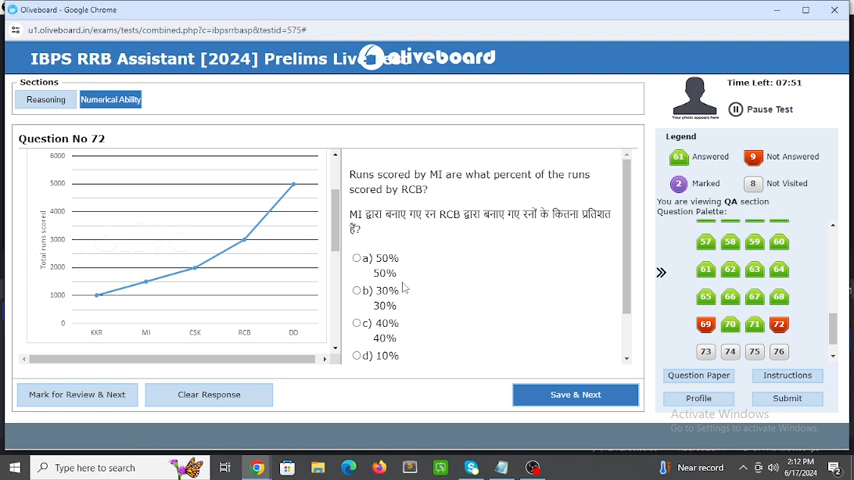 Oliveboard - Google Chrome
u1.oliveboard.in/exams/tests/combined.php?c=ibpsrrbasp&testid=575#
IBPS RRB Assistant [2024] Prelims Live
oliveboard
Sections
Reasoning
Numerical Ability
Time Left : 07:51
Your photo appears here
Pause Test
Question No 72
Legend
61 Answered
9 Not Answered
2 Marked
8 Not Visited
You are viewing QA section
Question Palette:
57 58 59 60
61 62 63 64
65 66 67 68
69 70 71 72
73 74 75 76
Question Paper
Instructions
Profile
Submit
6000
5000
4000
3000
2000
1000
0
Total runs scored
KKR MI CSK RCB DD
Runs scored by MI are what percent of the runs
scored by RCB?
MI द्वारा बनाए गए रन RCB द्वारा बनाए गए रनों के कितना प्रतिशत
हैं?
a) 50%
50%
b) 30%
30%
c) 40%
40%
d) 10%
Mark for Review & Next
Clear Response
Save & Next
Activate Windows
Go to Settings to activate Windows.
Type here to search
Near record
2:12 PM
6/17/2024